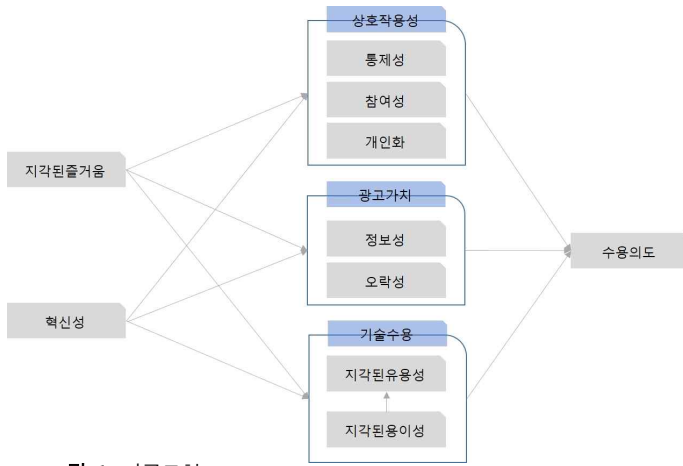 상호작용성
통제성
참여성
개인화
지각된즐거움
광고가치
정보성
오락성
수용의도
혁신성
기술수용
지각된유용성
지각된용이성